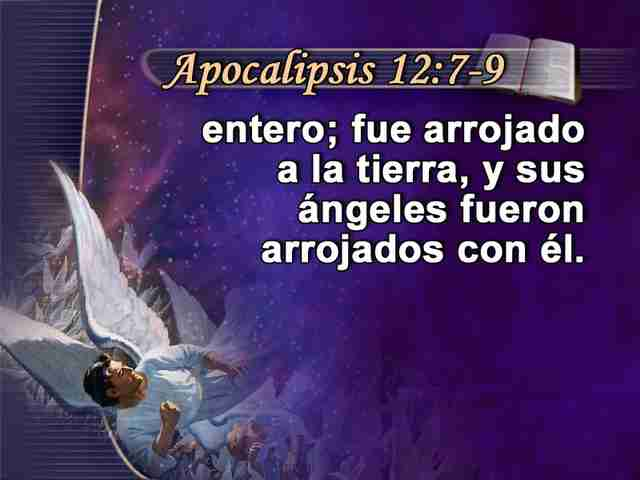 Apocalipsis 12:7-9
entero; fue arrojado
a la tierra, y sus
ángeles fueron
arrojados con él.